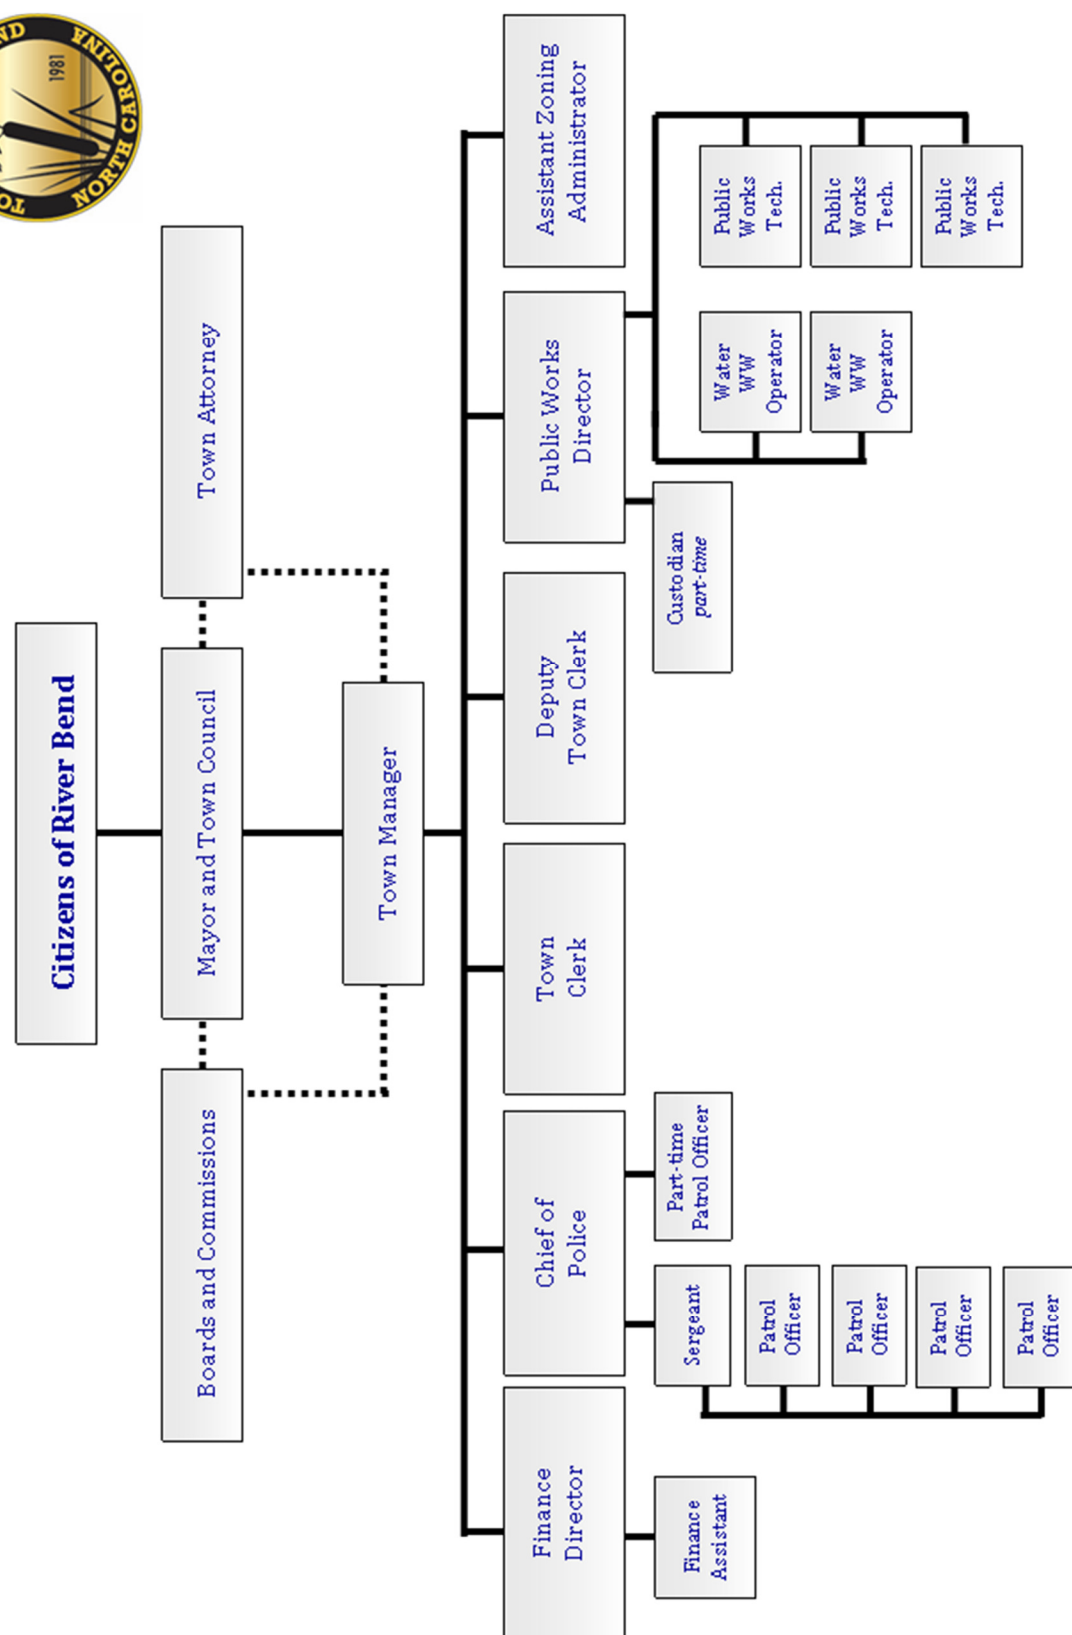 Citizens of River Bend
Boards and Commissions
Mayor and Town Council
Town Attorney
Town Manager
Finance
Director
Chief of
Police
Town
Clerk
Deputy
Town Clerk
Public Works
Director
Assistant Zoning
Administrator
Finance
Assistant
Sergeant
Patrol
Officer
Patrol
Officer
Patrol
Officer
Patrol
Officer
Part-time
Patrol Officer
Custodian
part-time
Water
WW
Operator
Water
WW
Operator
Public
Works
Tech.
Public
Works
Tech.
Public
Works
Tech.
NORTH CAROLINA
1981